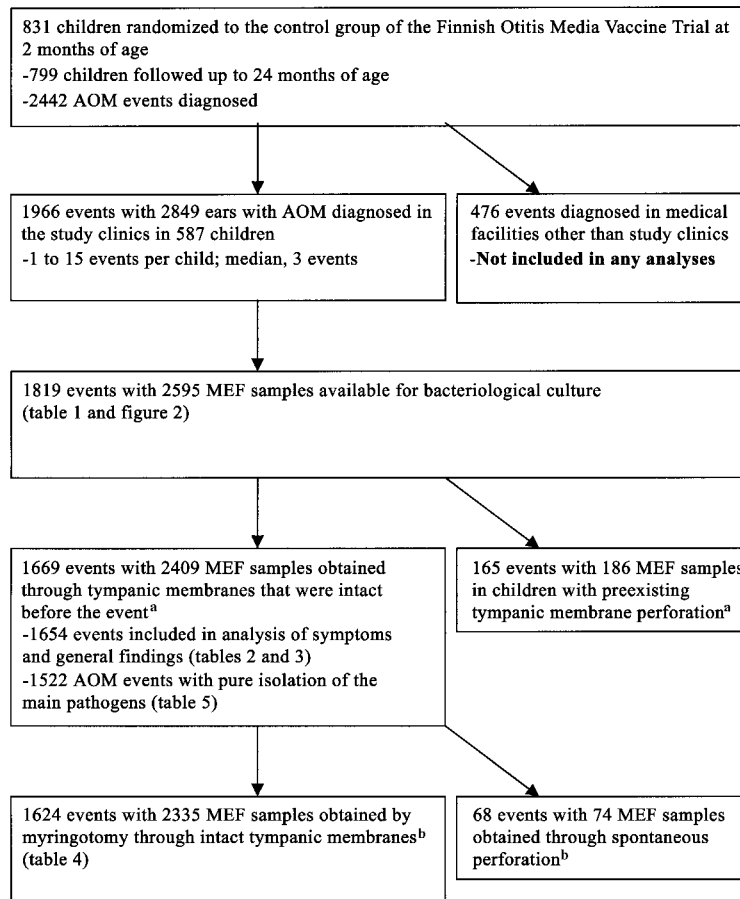 831 children randomized to the control group of the Finnish Otitis Media Vaccine Trial at
2 months of age
-799 children followed up to 24 months of age
-2442 AOM events diagnosed
1966 events with 2849 ears with AOM diagnosed in
the study clinics in 587 children
-1 to 15 events per child; median, 3 events
476 events diagnosed in medical
facilities other than study clinics
-Not included in any analyses
1819 events with 2595 MEF samples available for bacteriological culture
(table 1 and figure 2)
1669 events with 2409 MEF samples obtained
through tympanic membranes that were intact
before the eventᵃ
-1654 events included in analysis of symptoms
and general findings (tables 2 and 3)
-1522 AOM events with pure isolation of the
main pathogens (table 5)
165 events with 186 MEF samples
in children with preexisting
tympanic membrane perforationᵃ
1624 events with 2335 MEF samples obtained by
myringotomy through intact tympanic membranesᵇ
(table 4)
68 events with 74 MEF samples
obtained through spontaneous
perforationᵇ